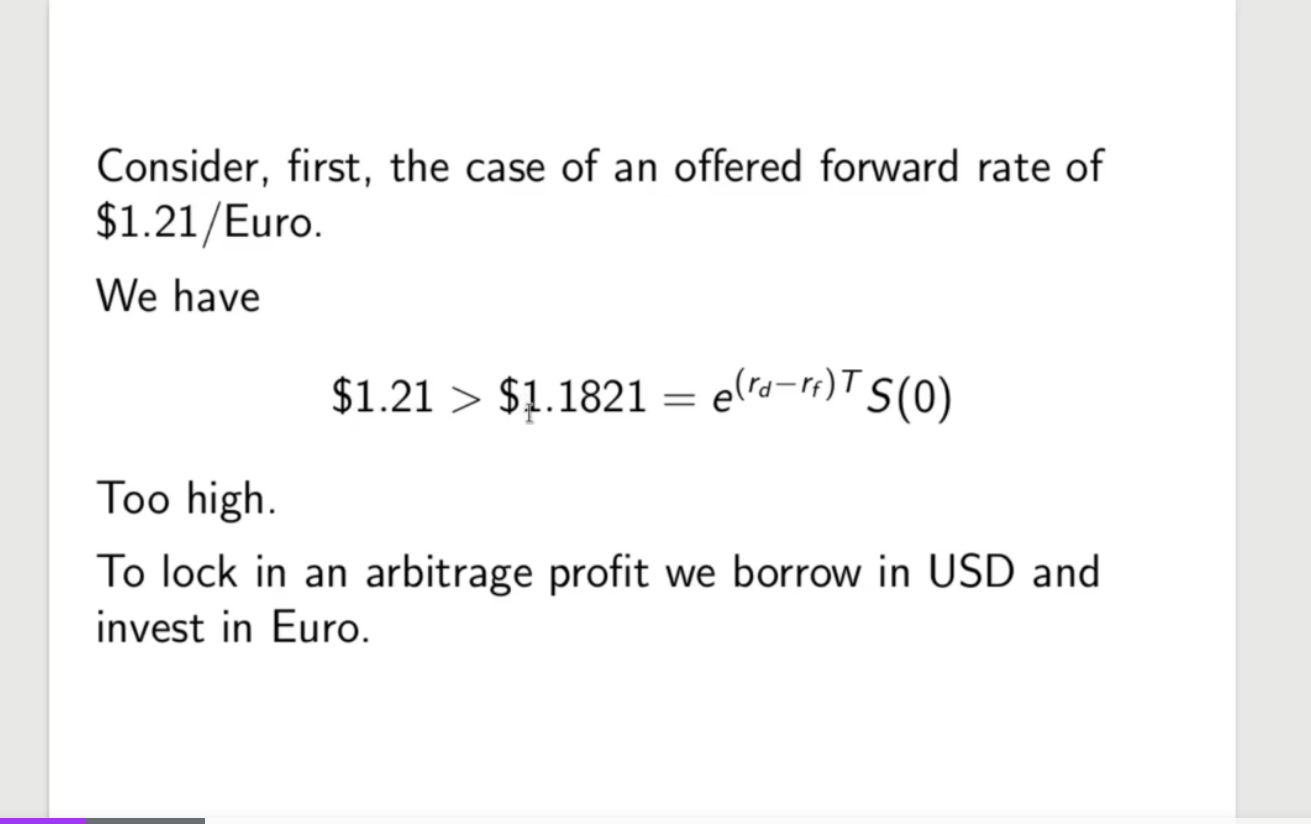 Consider, first, the case of an offered forward rate of
$1.21/Euro.
We have
$1.21 > $1.1821 = e^{(r_d−r_f)T} S(0)
Too high.
To lock in an arbitrage profit we borrow in USD and
invest in Euro.